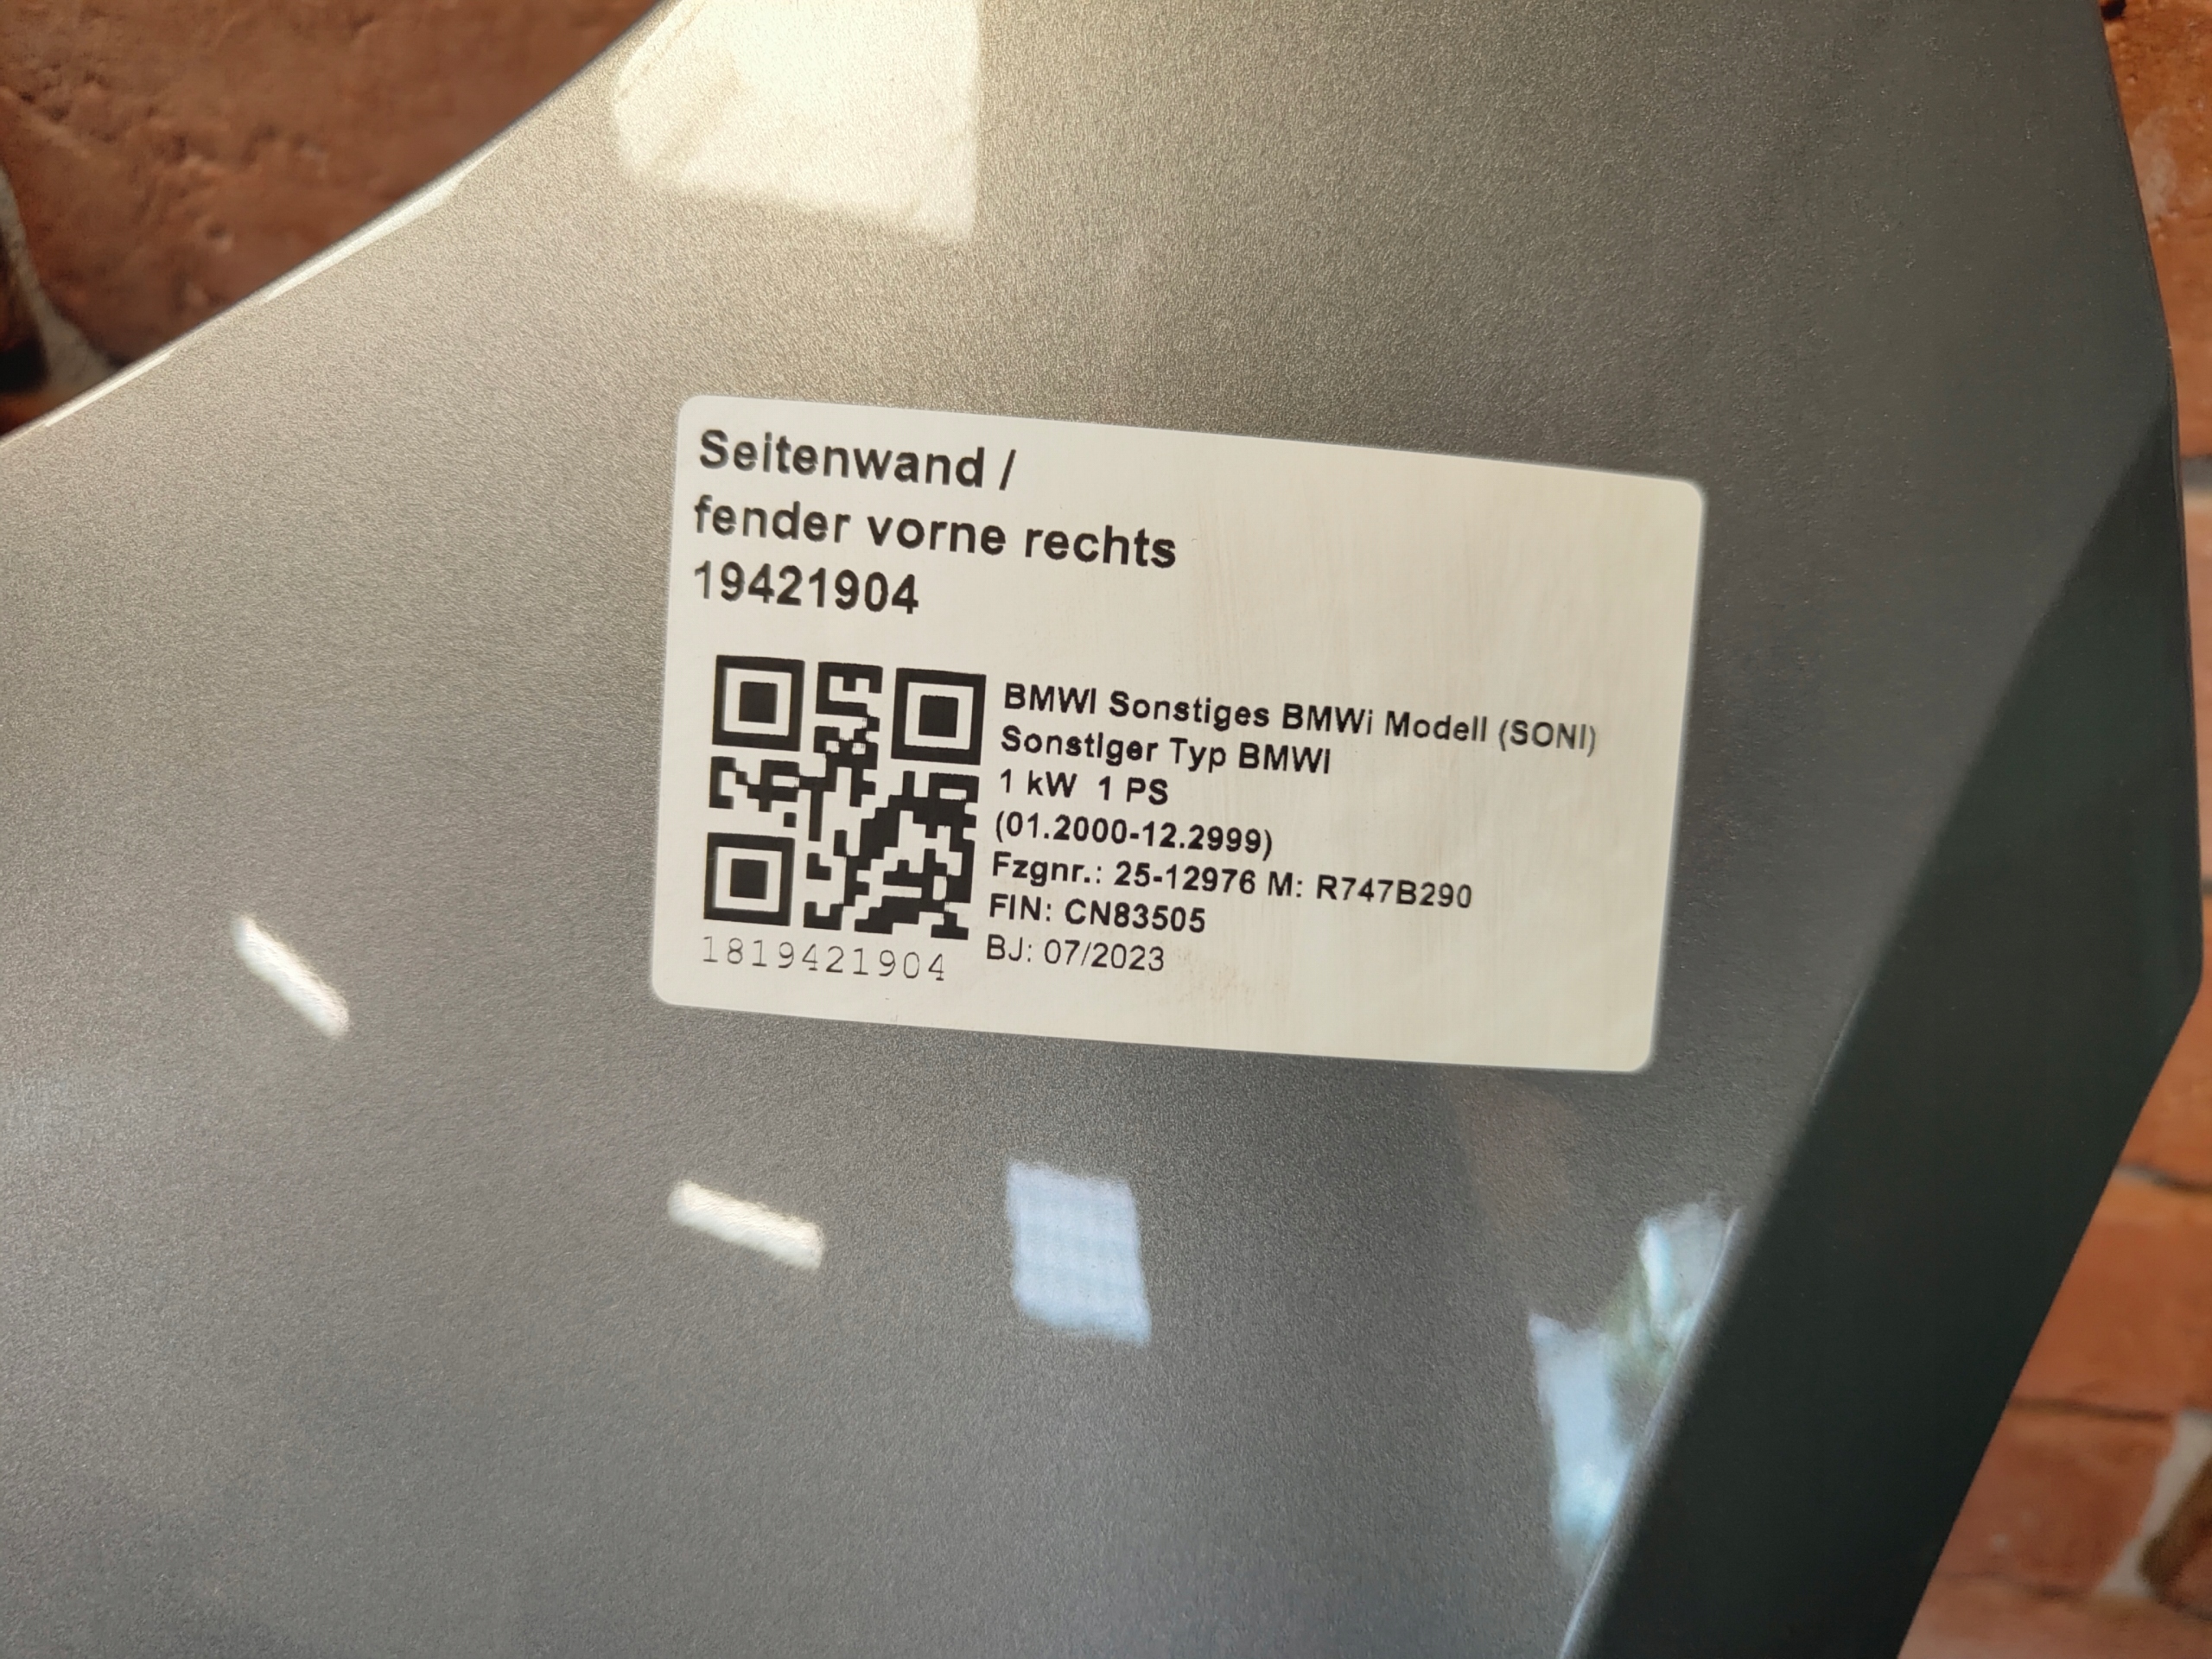 Seitenwand /
fender vorne rechts
19421904
BMWI Sonstiges BMWi Modell (SONI)
Sonstiger Typ BMWI
1 kW 1 PS
(01.2000-12.2999)
Fzgnr.: 25-12976 M: R747B290
FIN: CN83505
BJ: 07/2023
1819421904